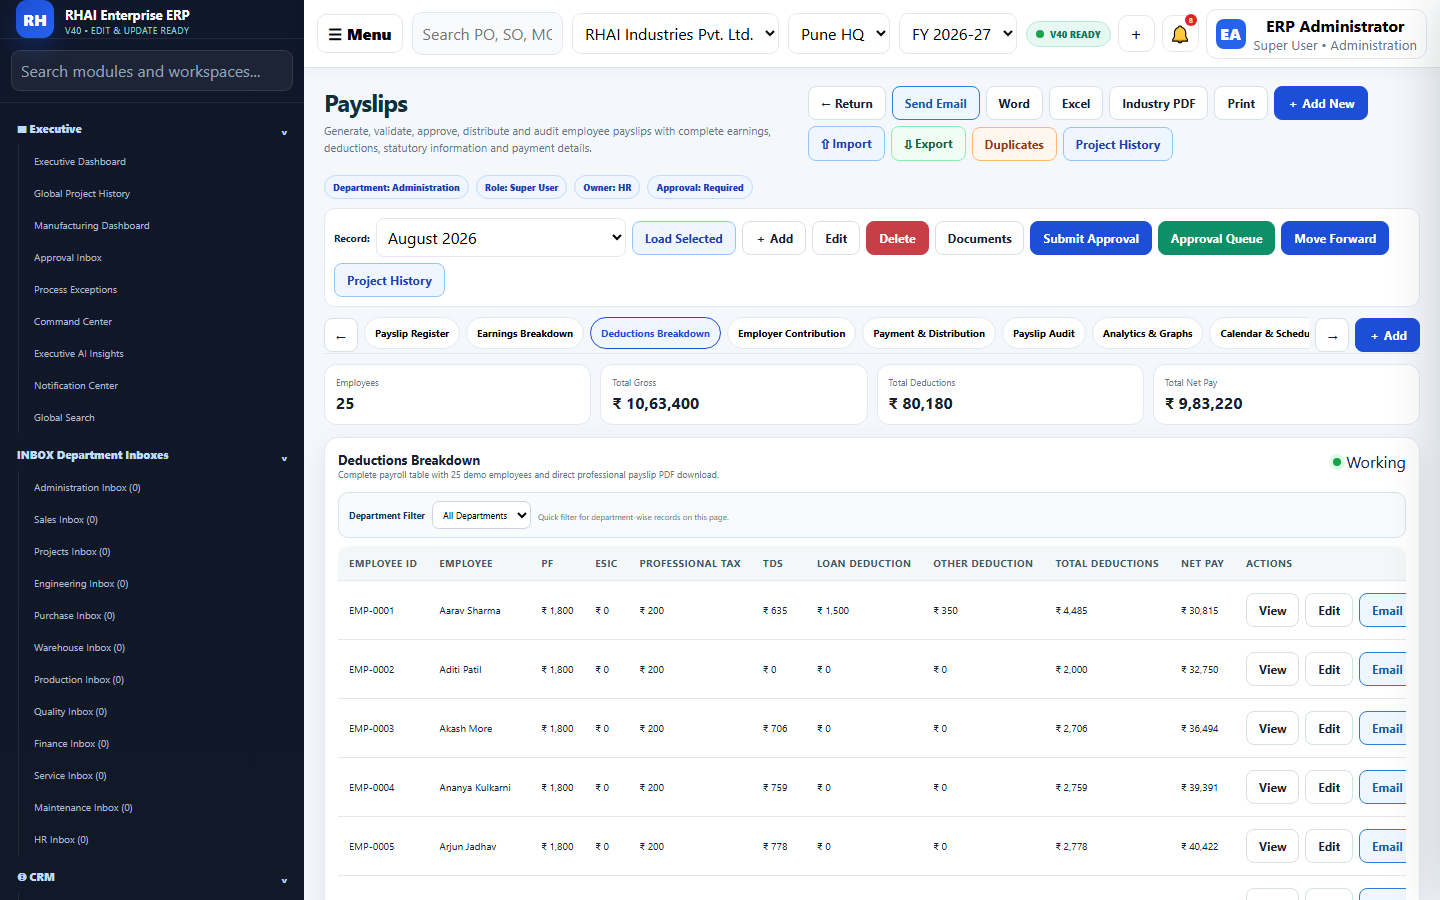 RH RHAI Enterprise ERP
V40 • EDIT & UPDATE READY
Search modules and workspaces...
Executive v
Executive Dashboard
Global Project History
Manufacturing Dashboard
Approval Inbox
Process Exceptions
Command Center
Executive AI Insights
Notification Center
Global Search
INBOX Department Inboxes v
Administration Inbox (0)
Sales Inbox (0)
Projects Inbox (0)
Engineering Inbox (0)
Purchase Inbox (0)
Warehouse Inbox (0)
Production Inbox (0)
Quality Inbox (0)
Finance Inbox (0)
Service Inbox (0)
Maintenance Inbox (0)
HR Inbox (0)
CRM v
☰ Menu Search PO, SO, MC RHAI Industries Pvt. Ltd. Pune HQ FY 2026-27 V40 READY + 8 EA ERP Administrator
Super User • Administration
Payslips
Generate, validate, approve, distribute and audit employee payslips with complete earnings,
deductions, statutory information and payment details.
← Return Send Email Word Excel Industry PDF Print + Add New
⇧ Import ⇩ Export Duplicates Project History
Department: Administration Role: Super User Owner: HR Approval: Required
Record: August 2026 Load Selected + Add Edit Delete Documents Submit Approval Approval Queue Move Forward
Project History
← Payslip Register Earnings Breakdown Deductions Breakdown Employer Contribution Payment & Distribution Payslip Audit Analytics & Graphs Calendar & Schedu → + Add
Employees Total Gross Total Deductions Total Net Pay
25 ₹ 10,63,400 ₹ 80,180 ₹ 9,83,220
Deductions Breakdown Working
Complete payroll table with 25 demo employees and direct professional payslip PDF download.
Department Filter All Departments Quick filter for department-wise records on this page.
EMPLOYEE ID EMPLOYEE PF ESIC PROFESSIONAL TAX TDS LOAN DEDUCTION OTHER DEDUCTION TOTAL DEDUCTIONS NET PAY ACTIONS
EMP-0001 Aarav Sharma ₹ 1,800 ₹ 0 ₹ 200 ₹ 635 ₹ 1,500 ₹ 350 ₹ 4,485 ₹ 30,815 View Edit Email
EMP-0002 Aditi Patil ₹ 1,800 ₹ 0 ₹ 200 ₹ 0 ₹ 0 ₹ 0 ₹ 2,000 ₹ 32,750 View Edit Email
EMP-0003 Akash More ₹ 1,800 ₹ 0 ₹ 200 ₹ 706 ₹ 0 ₹ 0 ₹ 2,706 ₹ 36,494 View Edit Email
EMP-0004 Ananya Kulkarni ₹ 1,800 ₹ 0 ₹ 200 ₹ 759 ₹ 0 ₹ 0 ₹ 2,759 ₹ 39,391 View Edit Email
EMP-0005 Arjun Jadhav ₹ 1,800 ₹ 0 ₹ 200 ₹ 778 ₹ 0 ₹ 0 ₹ 2,778 ₹ 40,422 View Edit Email